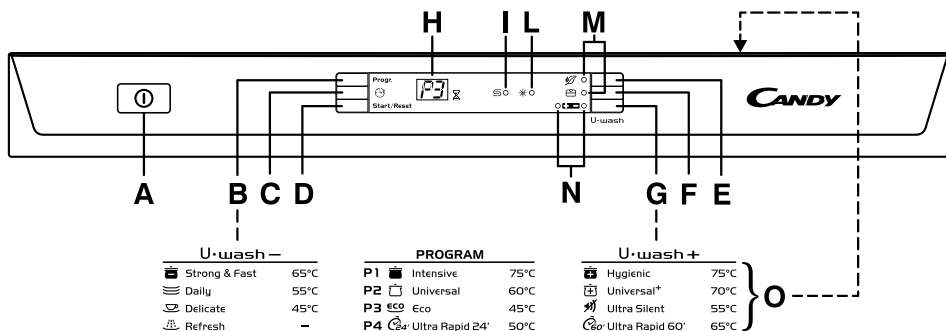 H I L M
Progr.
P3
Start/Reset
CANDY
U-wash
A B C D N G F E
U·wash –
Strong & Fast 65°C
Daily 55°C
Delicate 45°C
Refresh –
PROGRAM
P1 Intensive 75°C
P2 Universal 60°C
P3 ECO Eco 45°C
P4 24' Ultra Rapid 24' 50°C
U·wash +
Hygienic 75°C
Universal+ 70°C
Ultra Silent 55°C
60' Ultra Rapid 60' 65°C
O